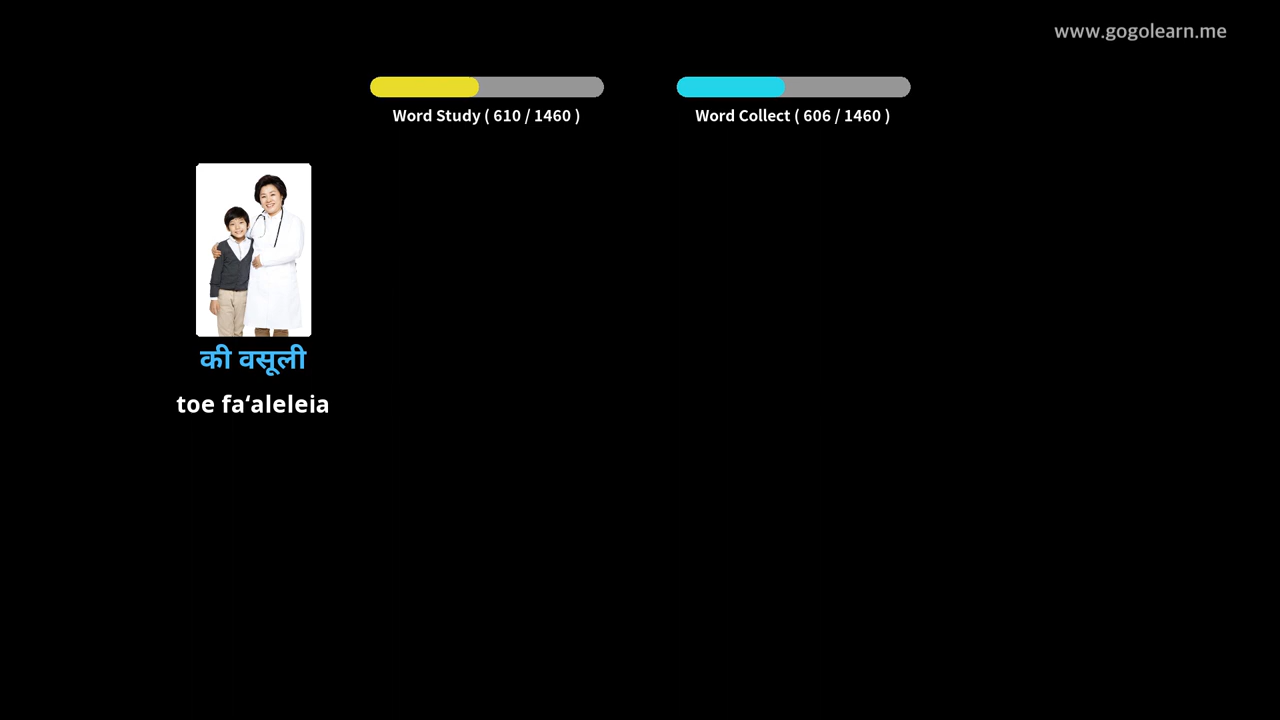 www.gogolearn.me
Word Study ( 610 / 1460 )
Word Collect ( 606 / 1460 )
की वसूली
toe fa‘aleleia